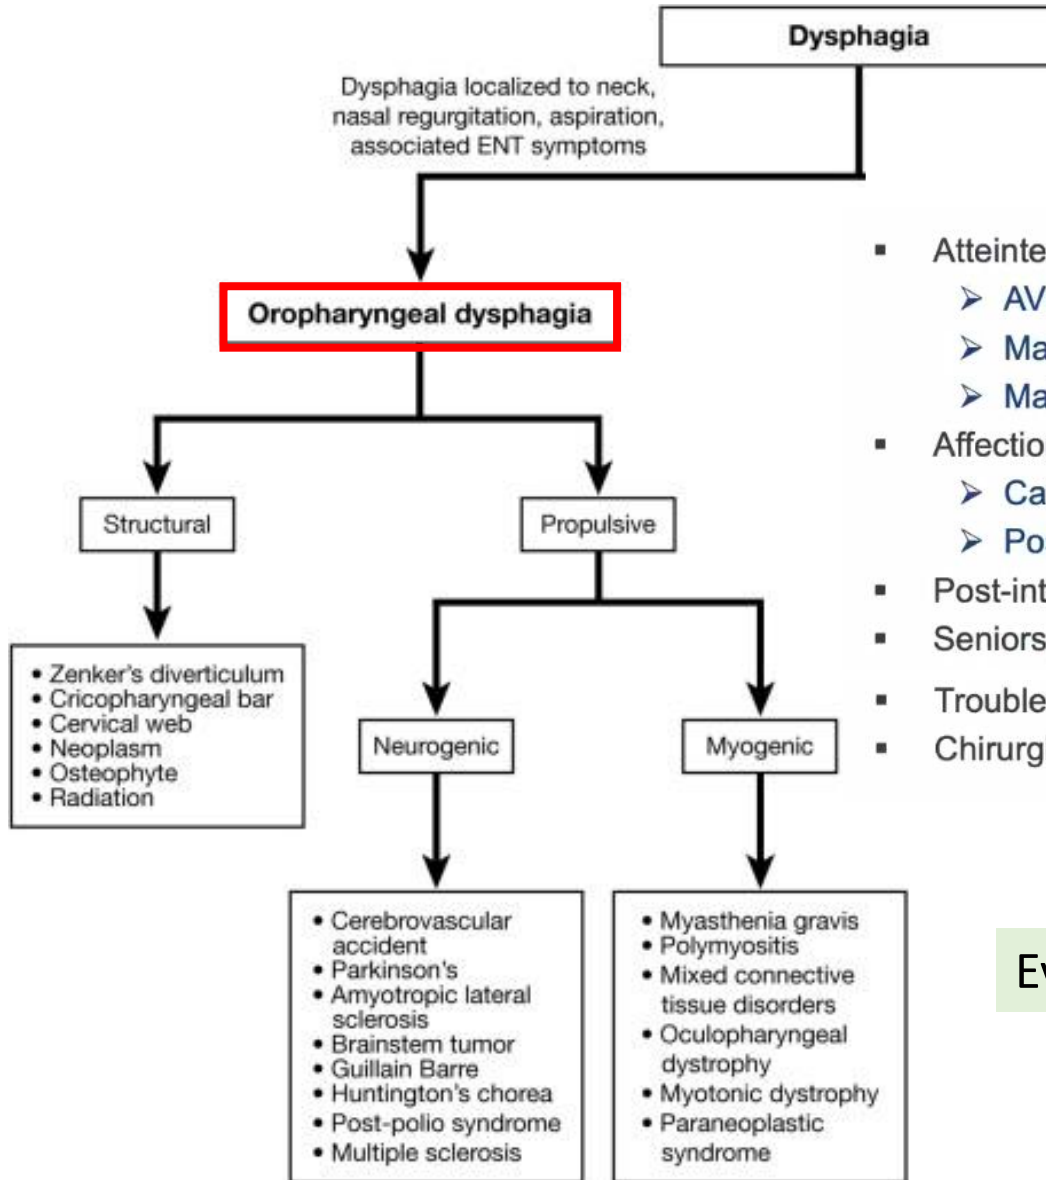 Dysphagia
Dysphagia localized to neck,
nasal regurgitation, aspiration,
associated ENT symptoms
Oropharyngeal dysphagia
Structural
Propulsive
• Zenker's diverticulum
• Cricopharyngeal bar
• Cervical web
• Neoplasm
• Osteophyte
• Radiation
Neurogenic
Myogenic
• Cerebrovascular
accident
• Parkinson's
• Amyotropic lateral
sclerosis
• Brainstem tumor
• Guillain Barre
• Huntington's chorea
• Post-polio syndrome
• Multiple sclerosis
• Myasthenia gravis
• Polymyositis
• Mixed connective
tissue disorders
• Oculopharyngeal
dystrophy
• Myotonic dystrophy
• Paraneoplastic
syndrome
▪ Atteinte
➢ AV
➢ Ma
➢ Ma
▪ Affectio
➢ Ca
➢ Po
▪ Post-int
▪ Seniors
▪ Trouble
▪ Chirurg
Ev